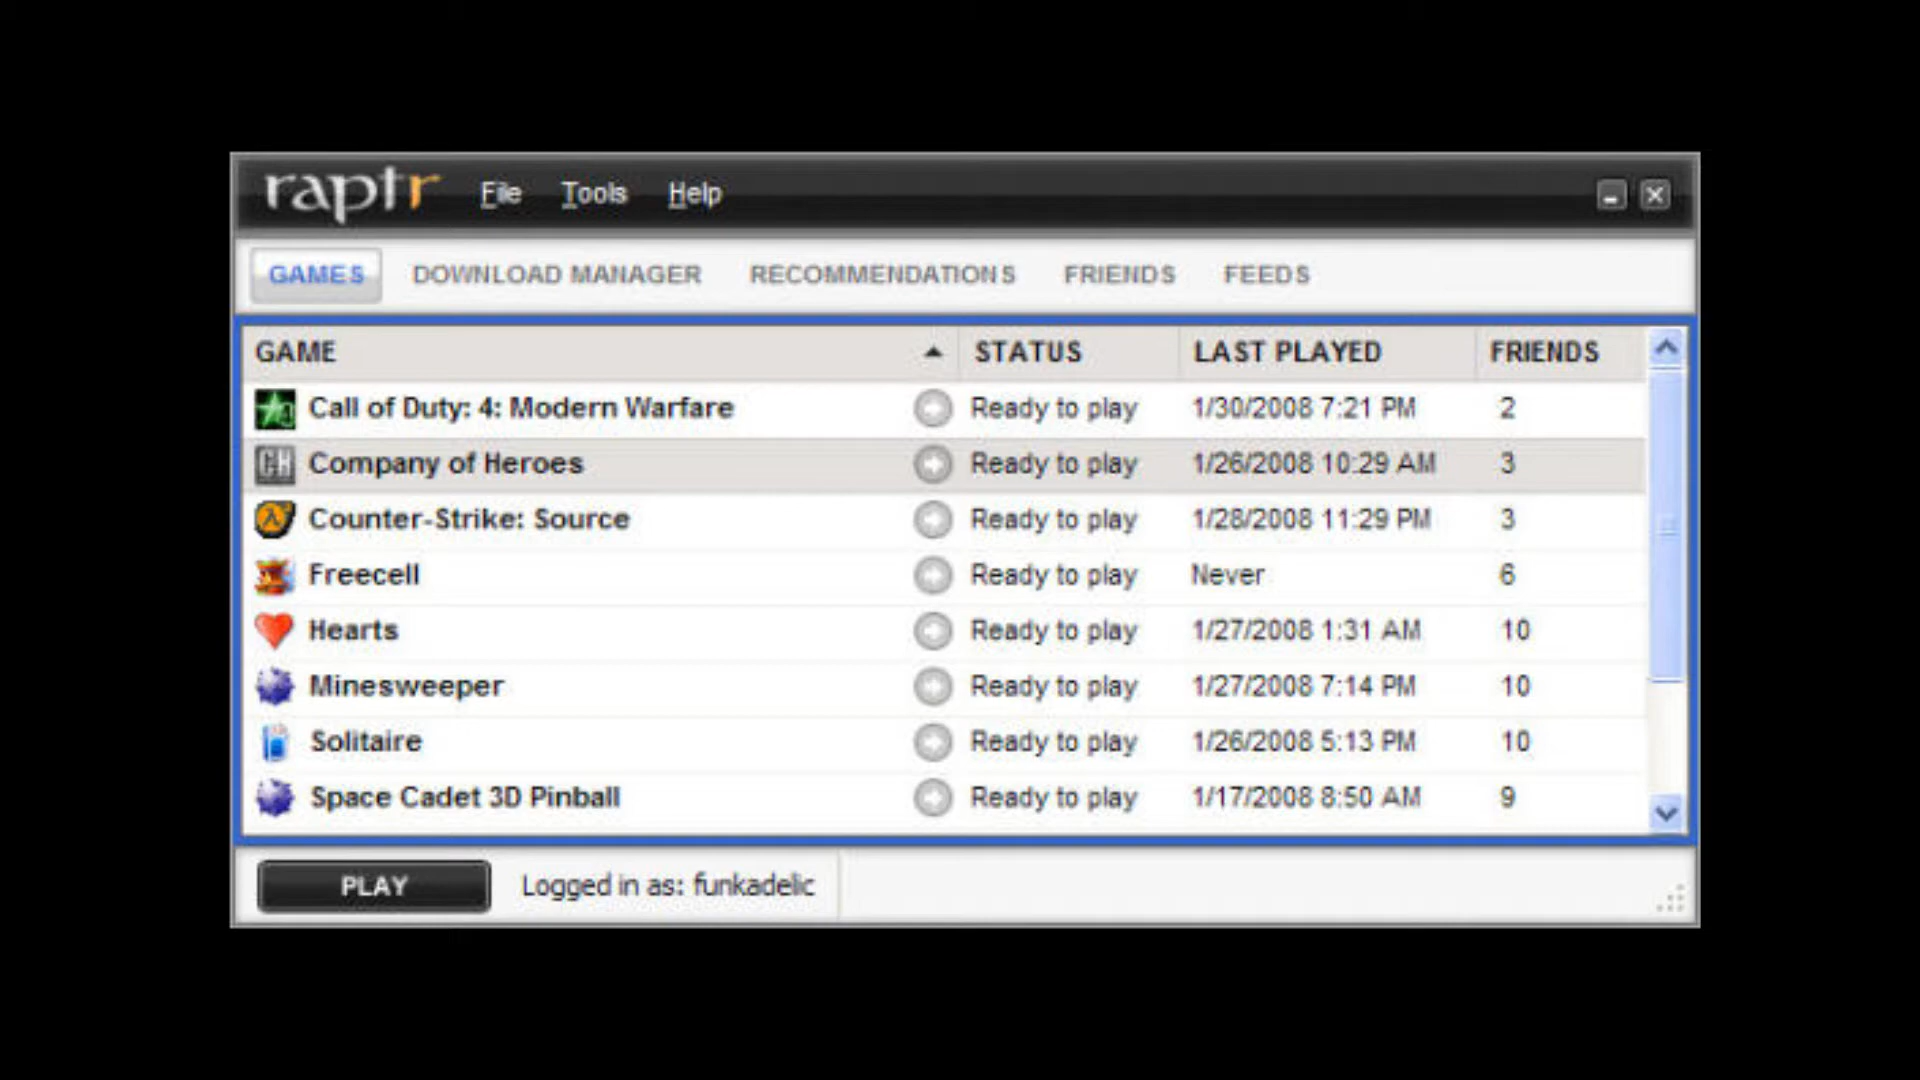 raptr File Tools Help
GAMES DOWNLOAD MANAGER RECOMMENDATIONS FRIENDS FEEDS
GAME STATUS LAST PLAYED FRIENDS
Call of Duty: 4: Modern Warfare Ready to play 1/30/2008 7:21 PM 2
Company of Heroes Ready to play 1/26/2008 10:29 AM 3
Counter-Strike: Source Ready to play 1/28/2008 11:29 PM 3
Freecell Ready to play Never 6
Hearts Ready to play 1/27/2008 1:31 AM 10
Minesweeper Ready to play 1/27/2008 7:14 PM 10
Solitaire Ready to play 1/26/2008 5:13 PM 10
Space Cadet 3D Pinball Ready to play 1/17/2008 8:50 AM 9
PLAY Logged in as: funkadelic